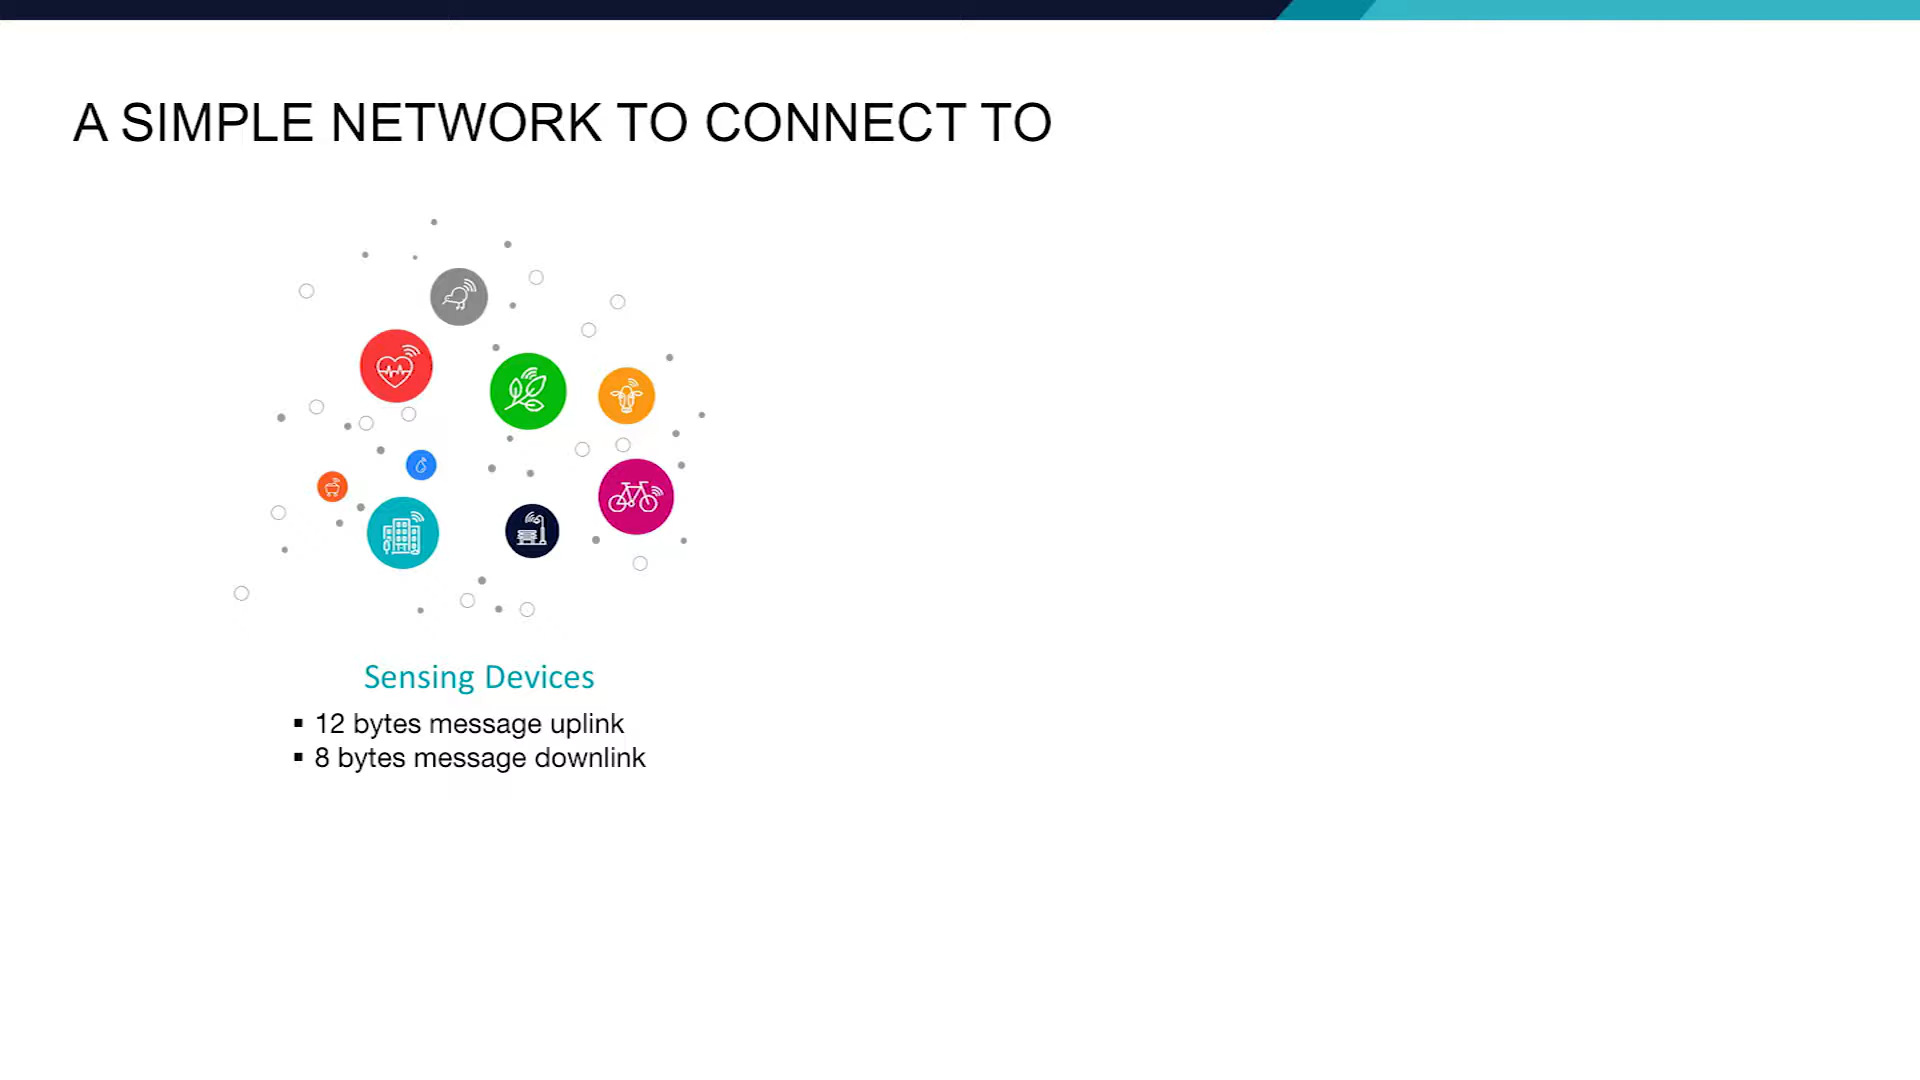 A SIMPLE NETWORK TO CONNECT TO
Sensing Devices
▪ 12 bytes message uplink
▪ 8 bytes message downlink